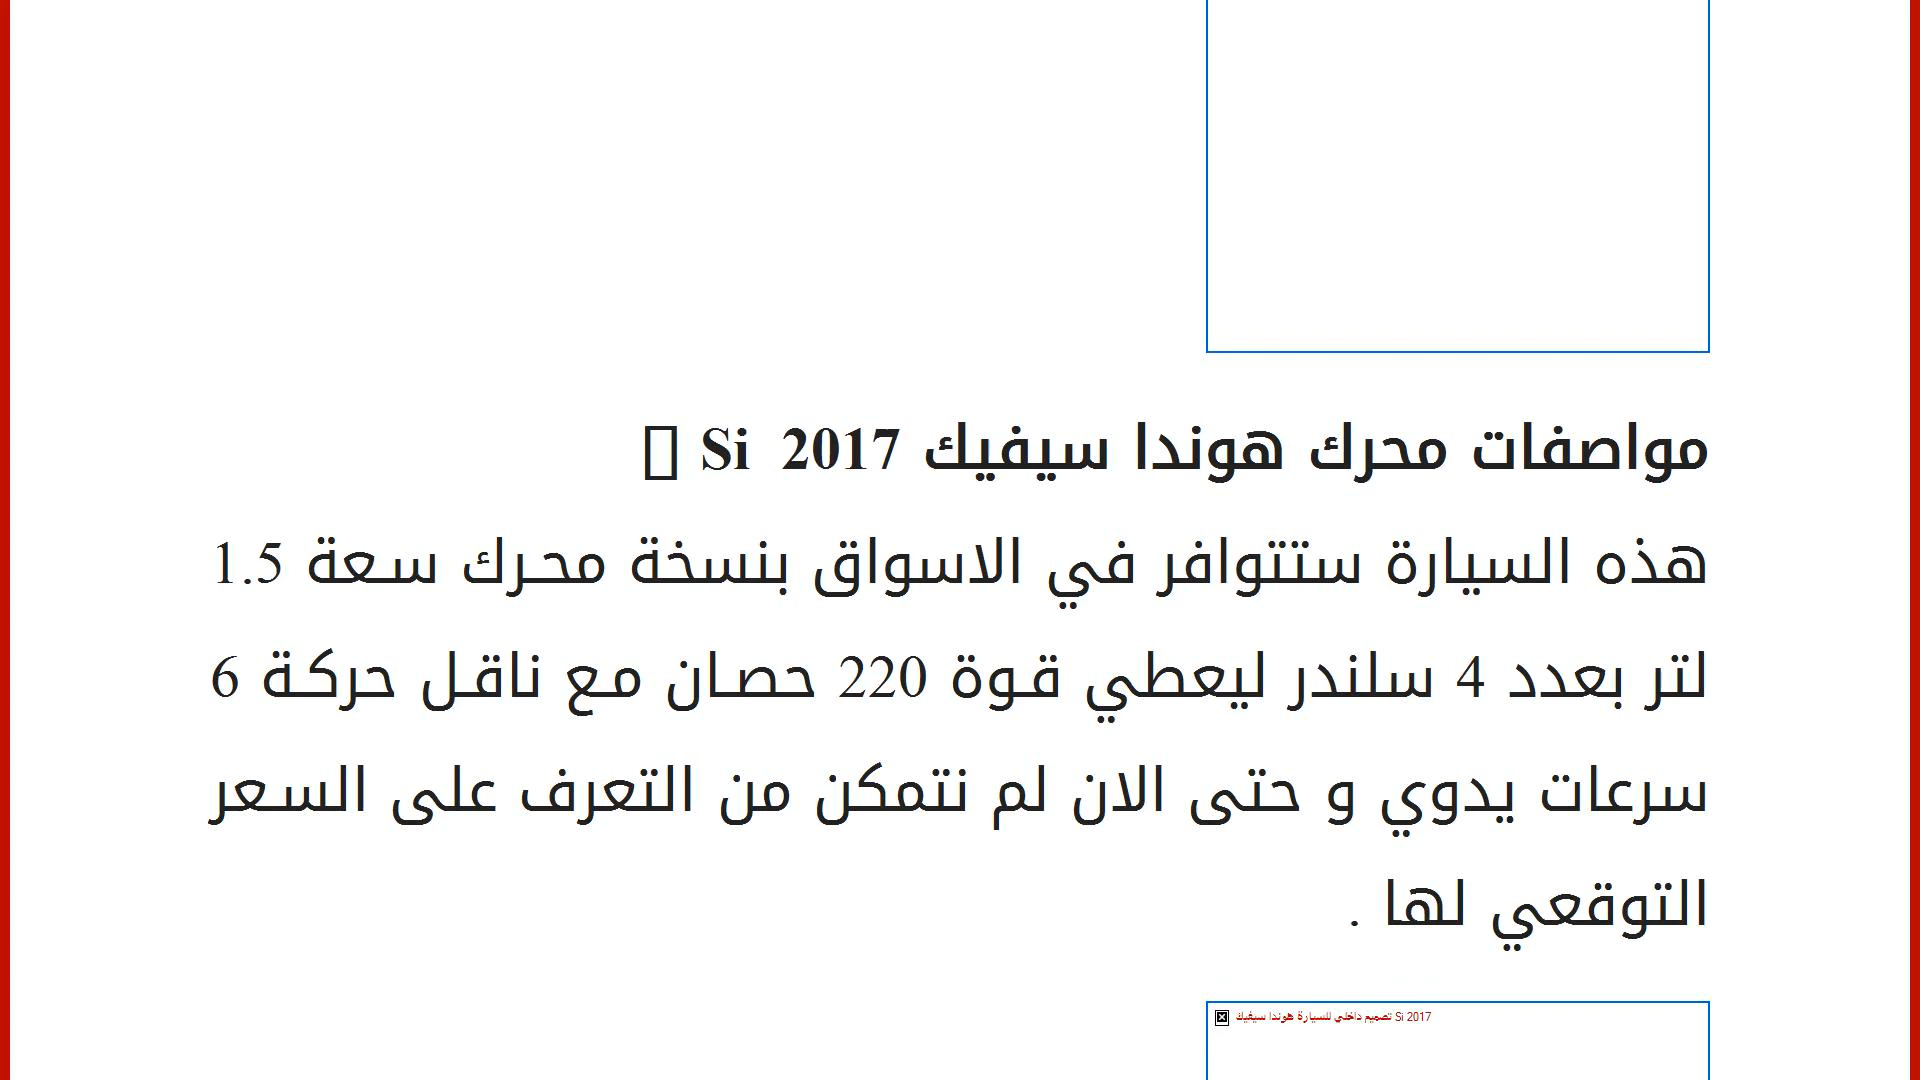 مواصفات محرك هوندا سيفيك 2017 Si
هذه السيارة ستتوافر في الاسواق بنسخة محرك سعة 1.5
لتر بعدد 4 سلندر ليعطي قوة 220 حصان مع ناقل حركة 6
سرعات يدوي و حتى الان لم نتمكن من التعرف على السعر
التوقعي لها .
تصميم داخلي للسيارة هوندا سيفيك Si 2017